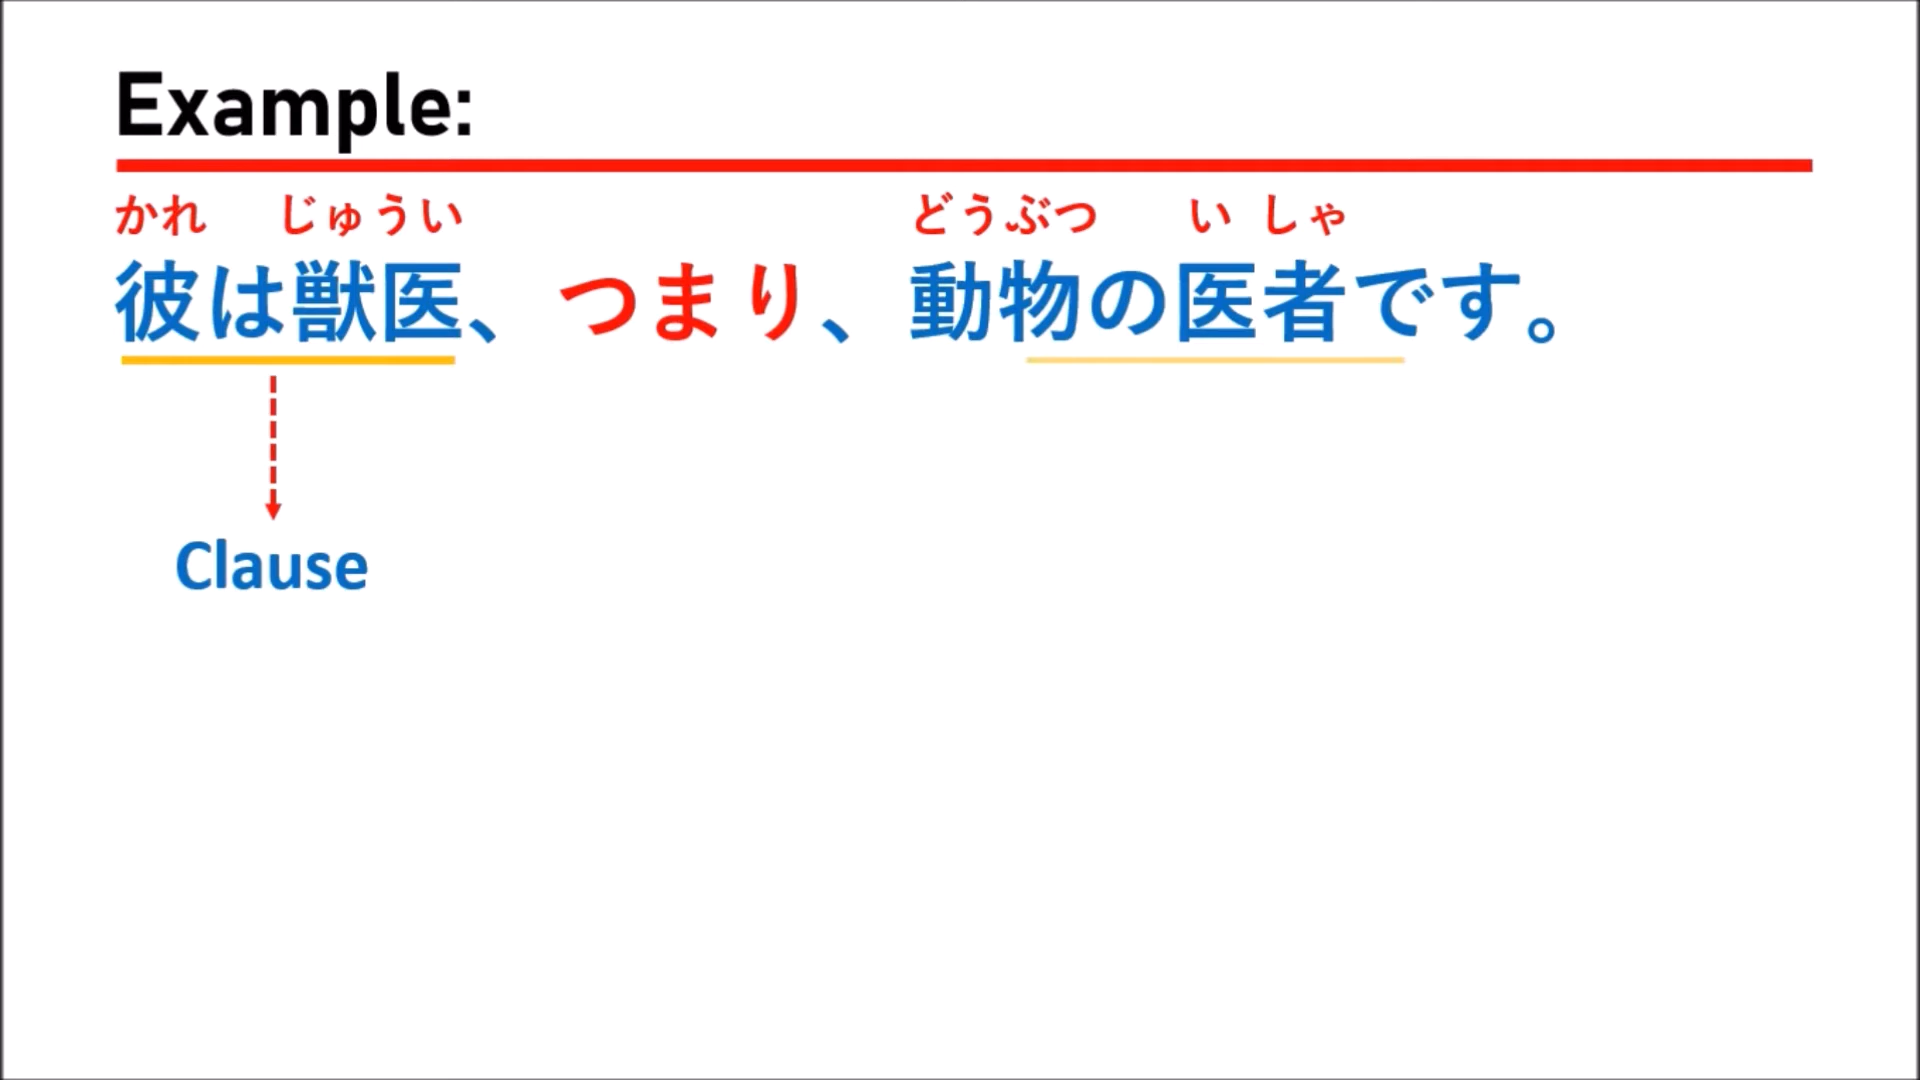 Example:
かれ じゅうい どうぶつ い しゃ
彼は獣医、つまり、動物の医者です。
Clause